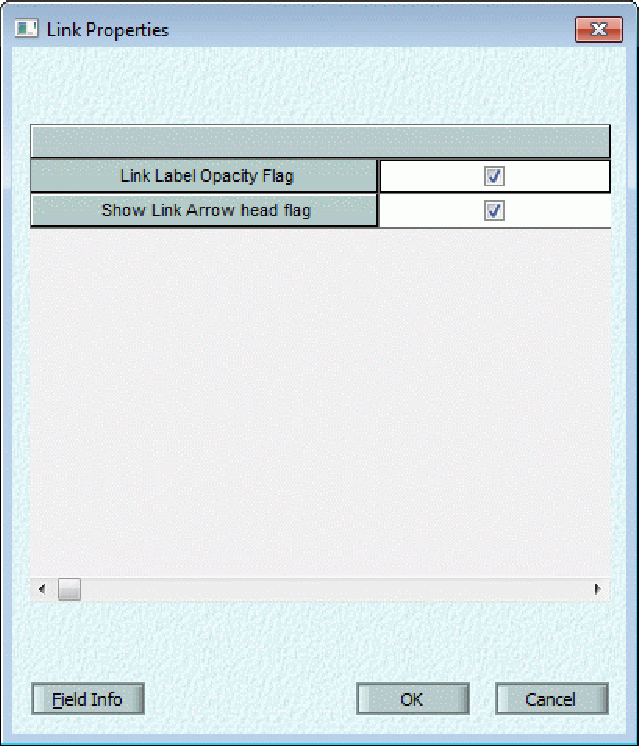 Link Properties
Link Label Opacity Flag
Show Link Arrow head flag
Field Info
OK
Cancel